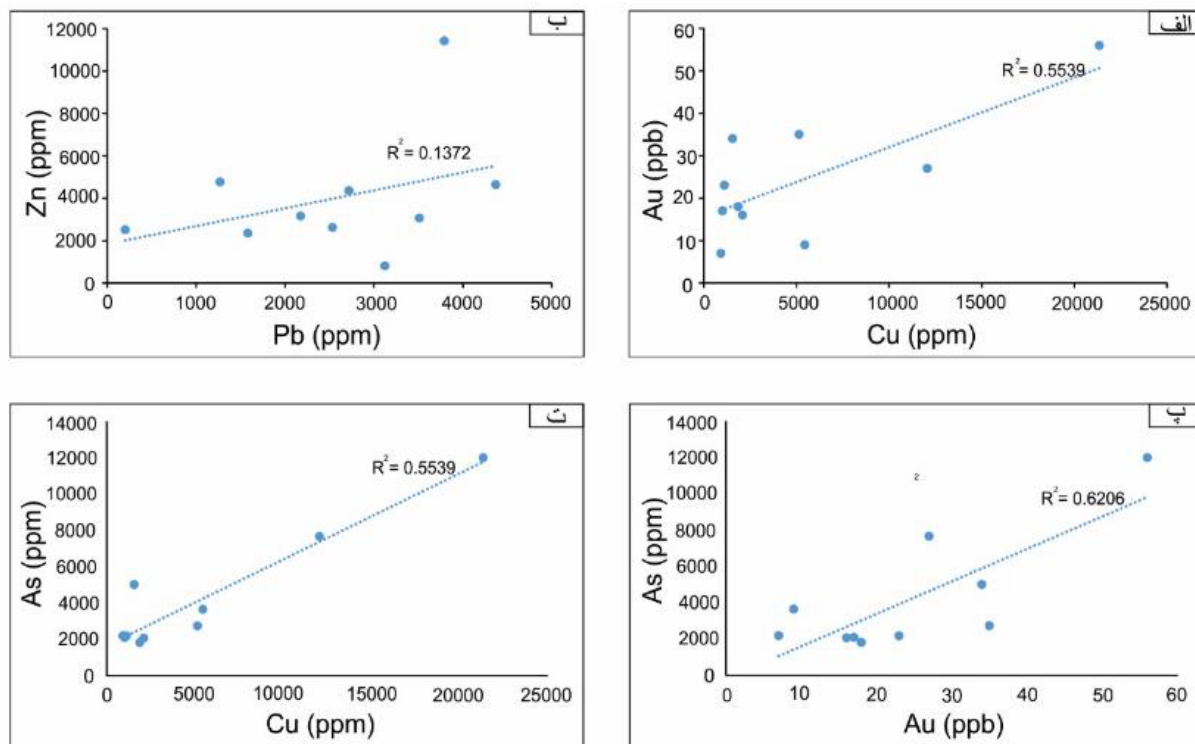 الف
60
50
40
30
20
10
0
Au (ppb)
R²= 0.5539
0 5000 10000 15000 20000 25000
Cu (ppm)
ب
12000
10000
8000
6000
4000
2000
0
Zn (ppm)
R²= 0.1372
0 1000 2000 3000 4000 5000
Pb (ppm)
پ
14000
12000
10000
8000
6000
4000
2000
0
As (ppm)
2
R²= 0.6206
0 10 20 30 40 50 60
Au (ppb)
ت
14000
12000
10000
8000
6000
4000
2000
0
As (ppm)
R²= 0.5539
0 5000 10000 15000 20000 25000
Cu (ppm)